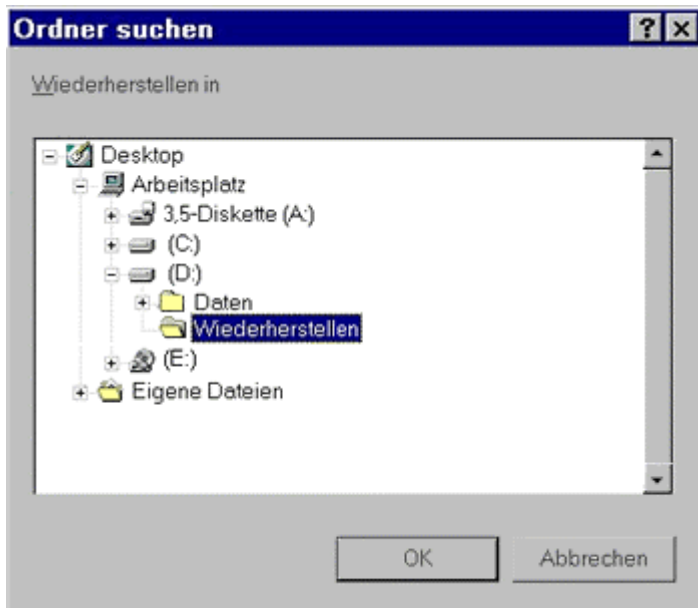 Ordner suchen
Wiederherstellen in
Desktop
Arbeitsplatz
3,5-Diskette (A:)
(C:)
(D:)
Daten
Wiederherstellen
(E:)
Eigene Dateien
OK Abbrechen